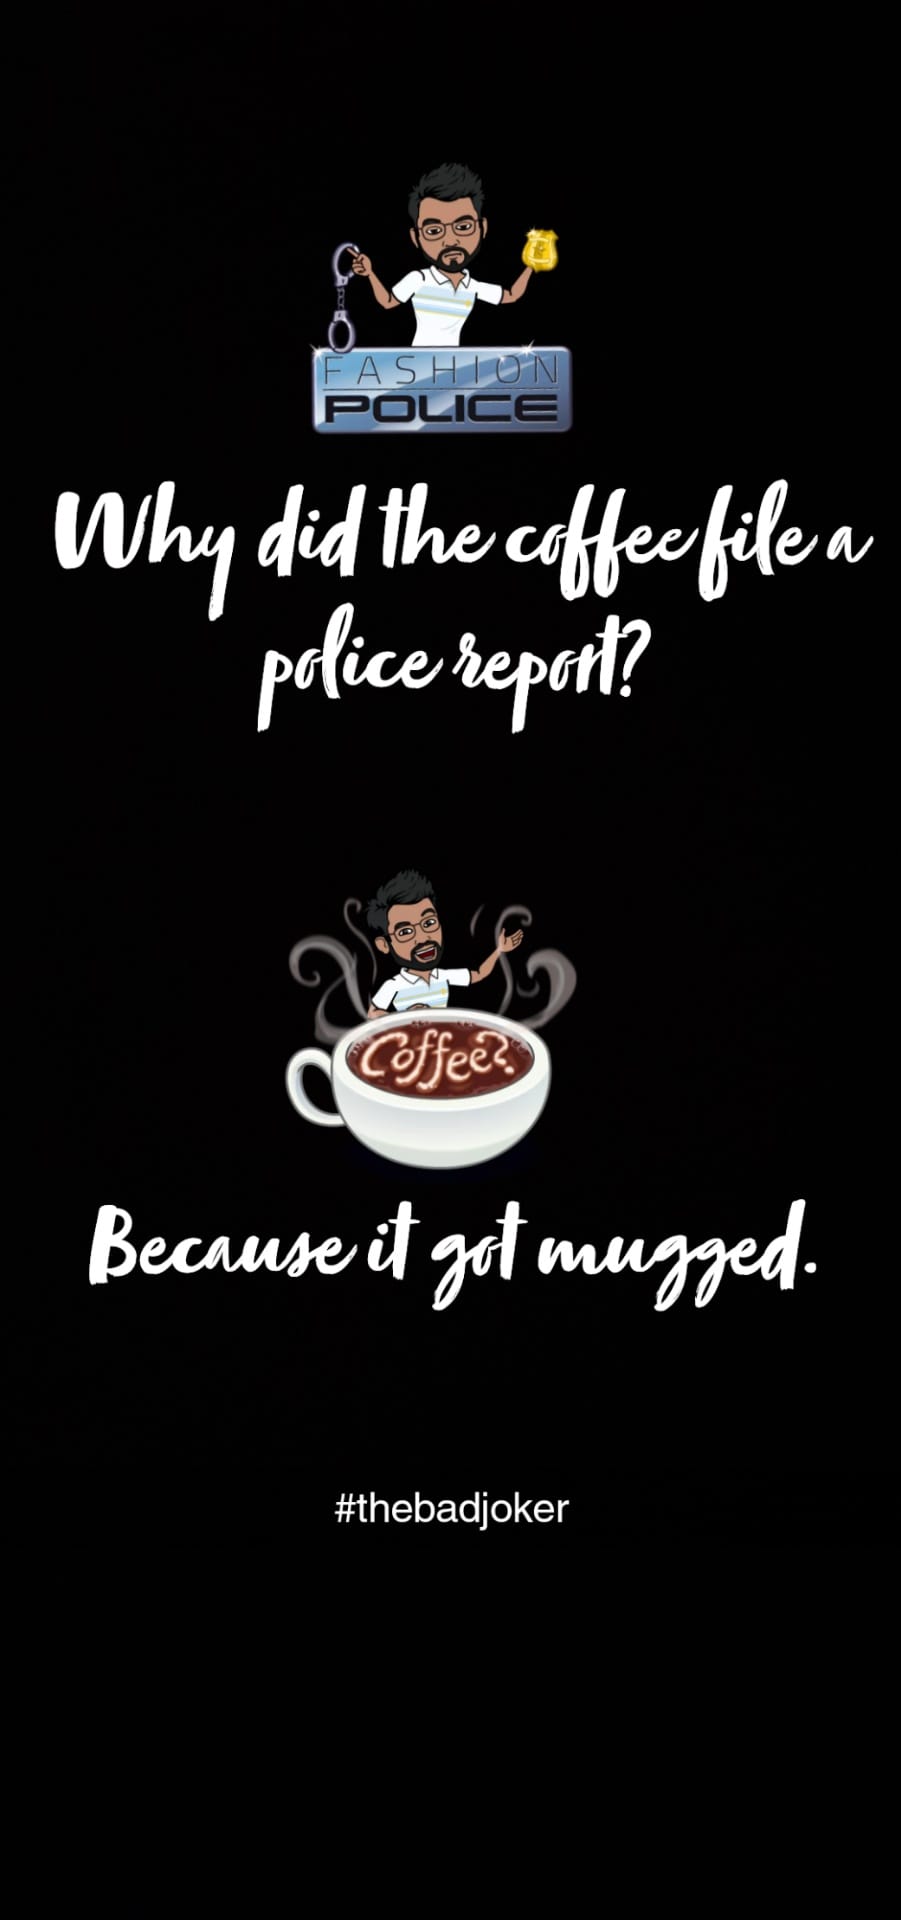 FASHION
POLICE
Why did the coffee file a
police report?
Coffee?
Because it got mugged.
#thebadjoker